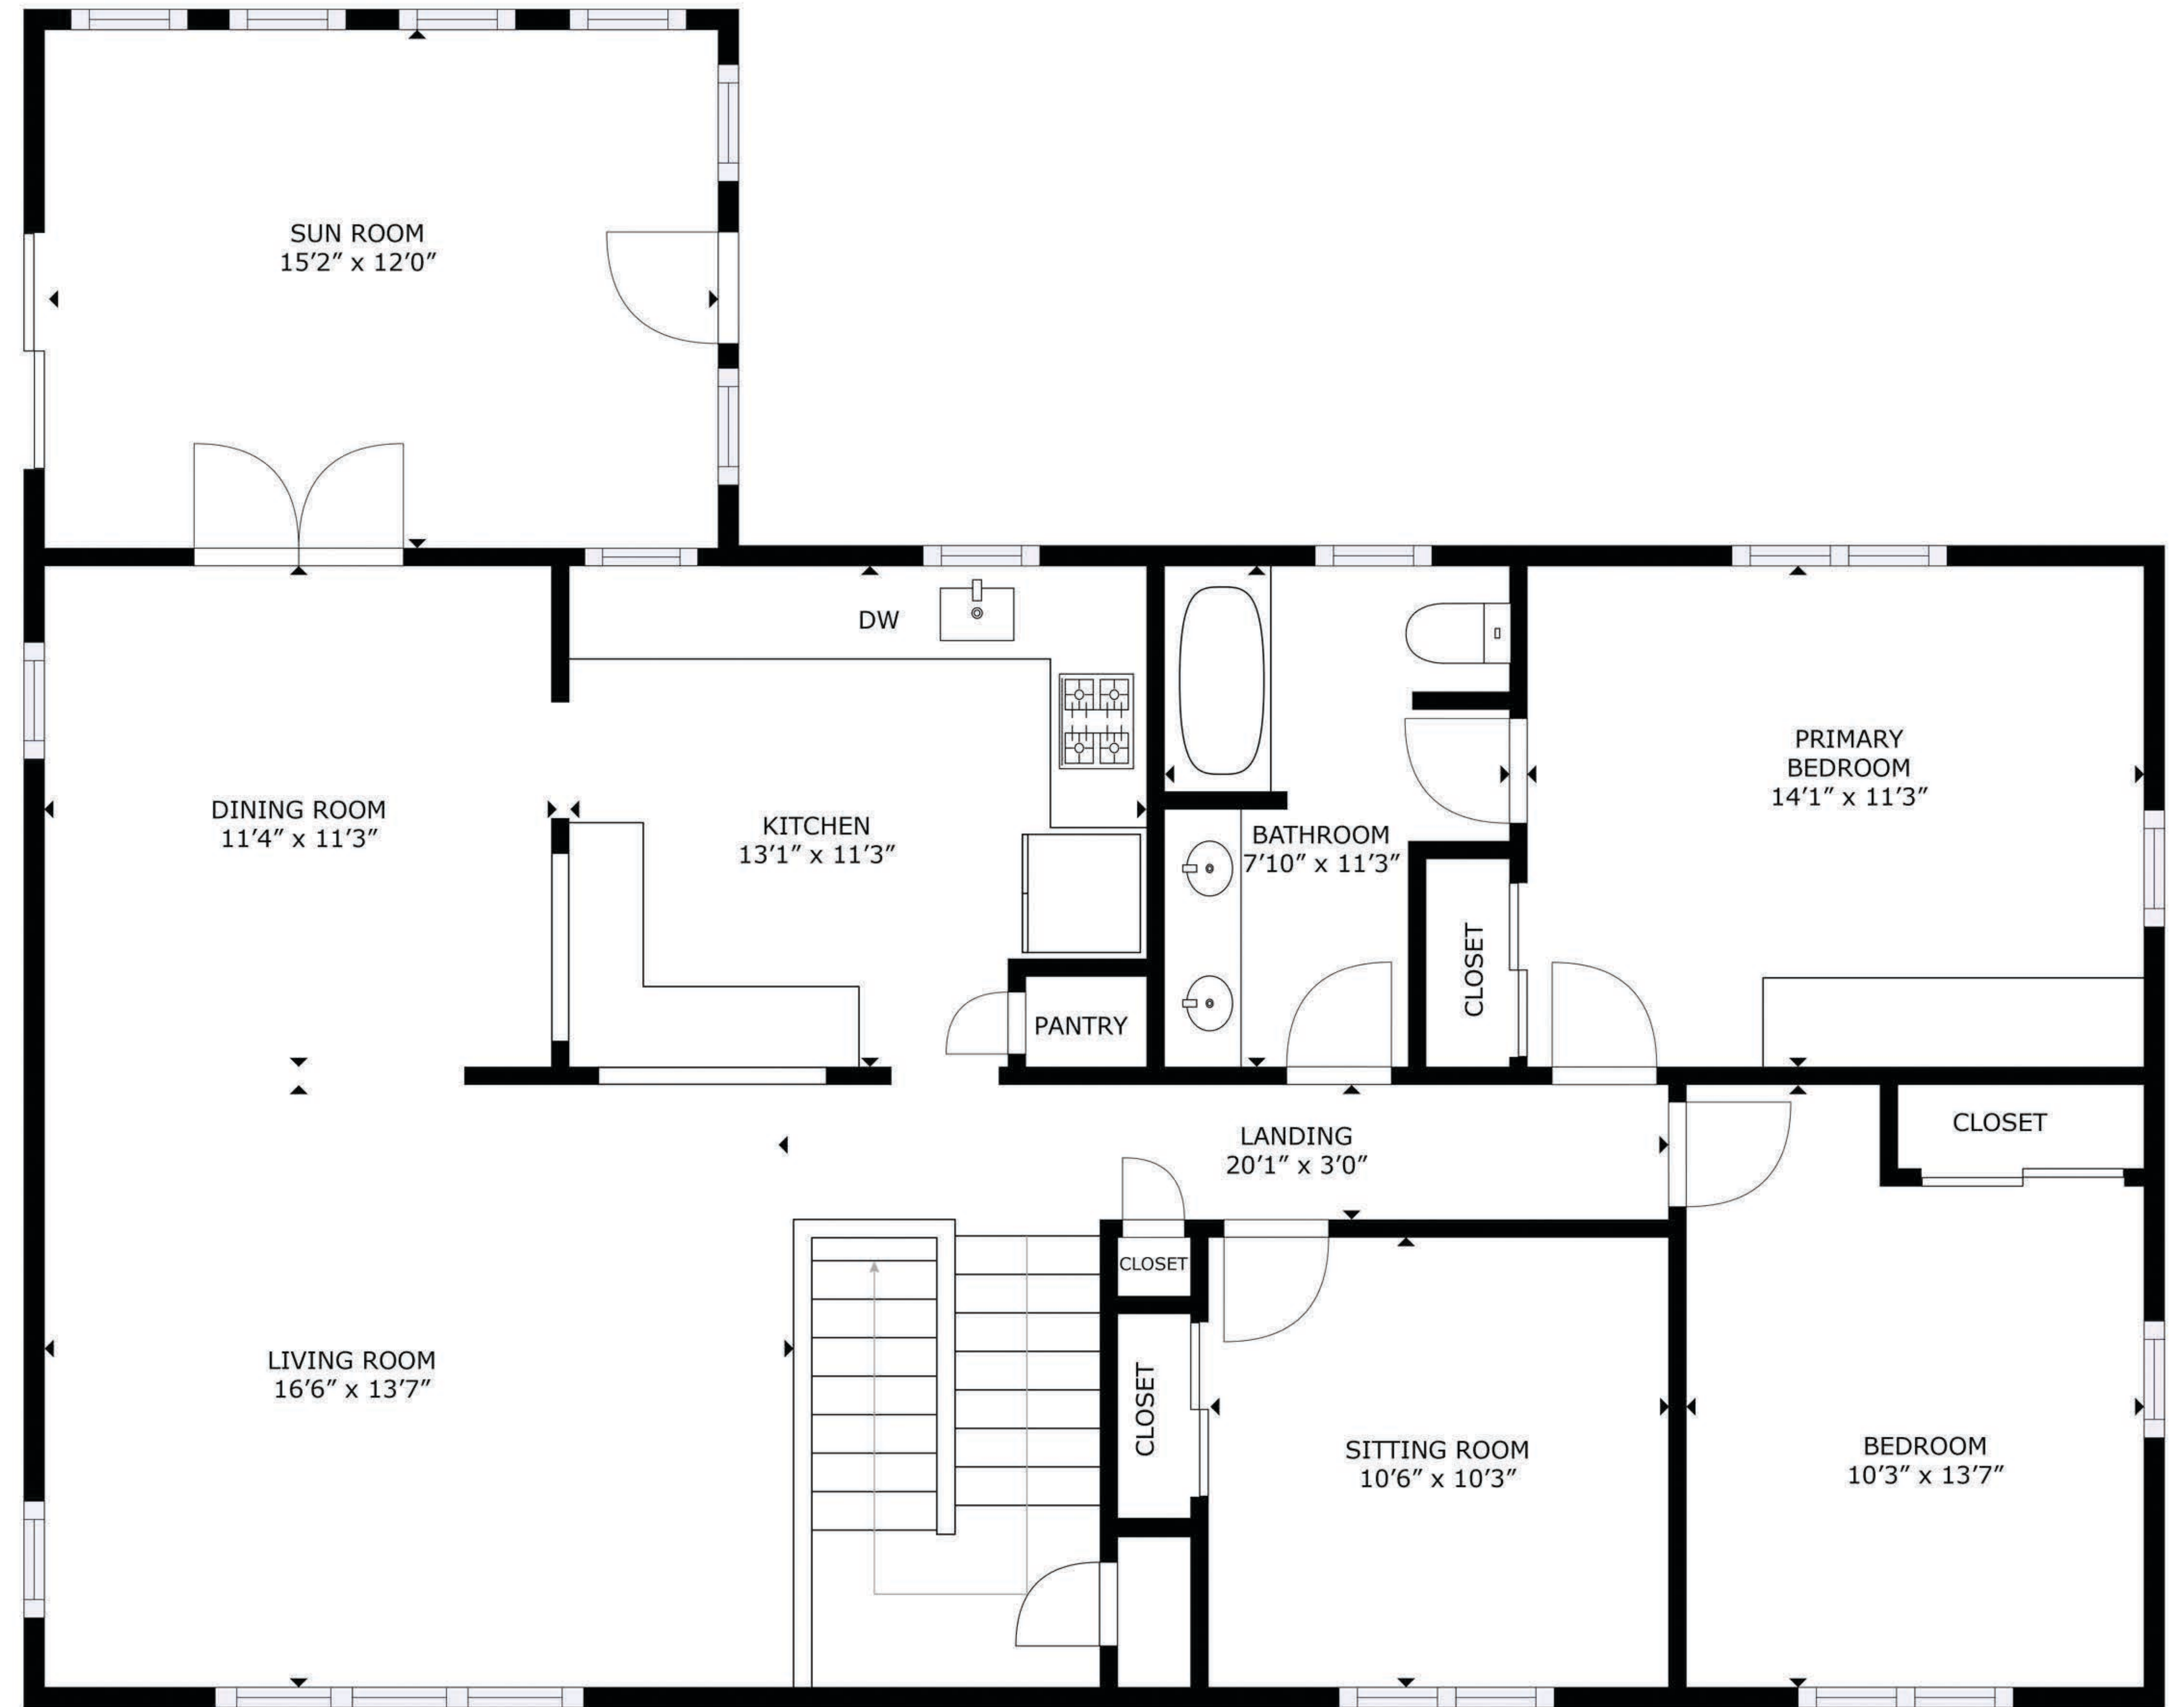 SUN ROOM
15′2″ x 12′0″
DW
DINING ROOM
11′4″ x 11′3″
KITCHEN
13′1″ x 11′3″
PANTRY
BATHROOM
7′10″ x 11′3″
CLOSET
PRIMARY
BEDROOM
14′1″ x 11′3″
LANDING
20′1″ x 3′0″
CLOSET
CLOSET
CLOSET
LIVING ROOM
16′6″ x 13′7″
SITTING ROOM
10′6″ x 10′3″
BEDROOM
10′3″ x 13′7″